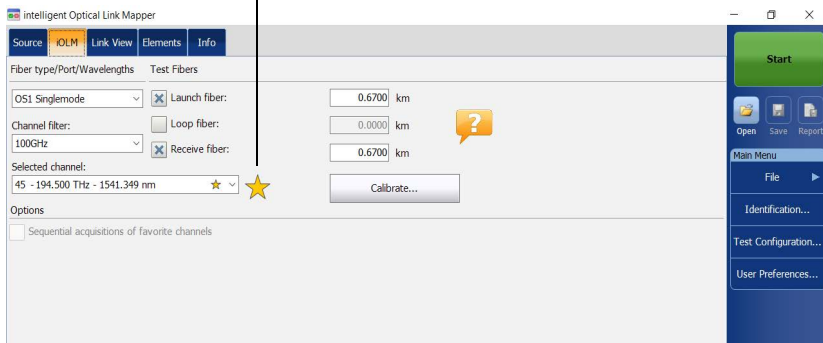 intelligent Optical Link Mapper
Source iOLM Link View Elements Info
Fiber type/Port/Wavelengths Test Fibers
OS1 Singlemode
Launch fiber: 0.6700 km
Channel filter:
Loop fiber: 0.0000 km
100GHz
Receive fiber: 0.6700 km
Selected channel:
45 - 194.500 THz - 1541.349 nm
Calibrate...
Options
Sequential acquisitions of favorite channels
?
Start
Open Save Report
Main Menu
File
Identification...
Test Configuration...
User Preferences...